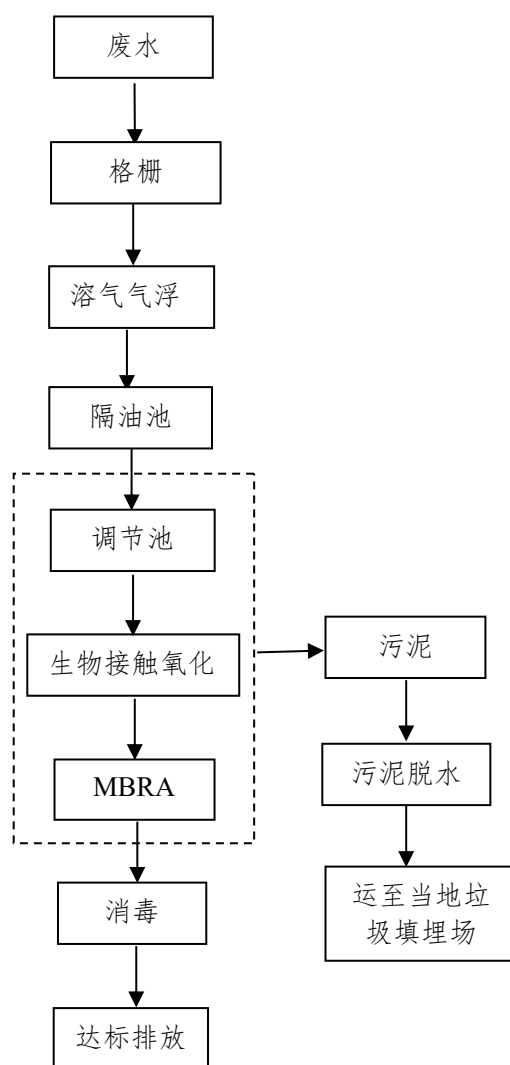 废水
格栅
溶气气浮
隔油池
调节池
生物接触氧化
污泥
MBRA
污泥脱水
消毒
运至当地垃
圾填埋场
达标排放